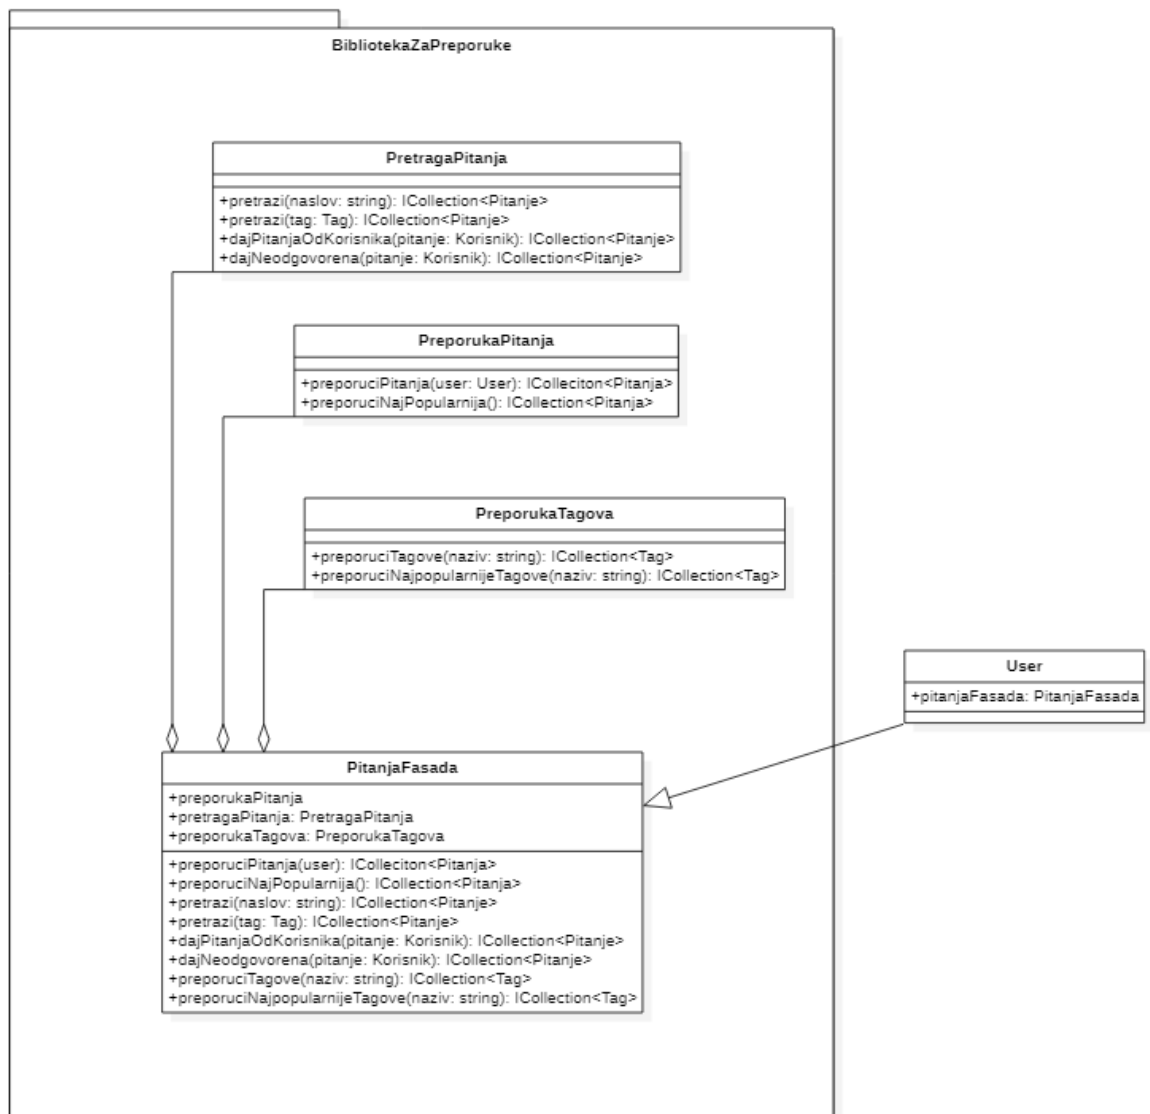 BibliotekaZaPreporuke
PretragaPitanja
+pretrazi(naslov: string): ICollection<Pitanje>
+pretrazi(tag: Tag): ICollection<Pitanje>
+dajPitanjaOdKorisnika(pitanje: Korisnik): ICollection<Pitanje>
+dajNeodgovorena(pitanje: Korisnik): ICollection<Pitanje>
PreporukaPitanja
+preporuciPitanja(user: User): IColleciton<Pitanja>
+preporuciNajPopularnija(): ICollection<Pitanja>
PreporukaTagova
+preporuciTagove(naziv: string): ICollection<Tag>
+preporuciNajpopularnijeTagove(naziv: string): ICollection<Tag>
User
+pitanjaFasada: PitanjaFasada
PitanjaFasada
+preporukaPitanja
+pretragaPitanja: PretragaPitanja
+preporukaTagova: PreporukaTagova
+preporuciPitanja(user): IColleciton<Pitanja>
+preporuciNajPopularnija(): ICollection<Pitanja>
+pretrazi(naslov: string): ICollection<Pitanje>
+pretrazi(tag: Tag): ICollection<Pitanje>
+dajPitanjaOdKorisnika(pitanje: Korisnik): ICollection<Pitanje>
+dajNeodgovorena(pitanje: Korisnik): ICollection<Pitanje>
+preporuciTagove(naziv: string): ICollection<Tag>
+preporuciNajpopularnijeTagove(naziv: string): ICollection<Tag>